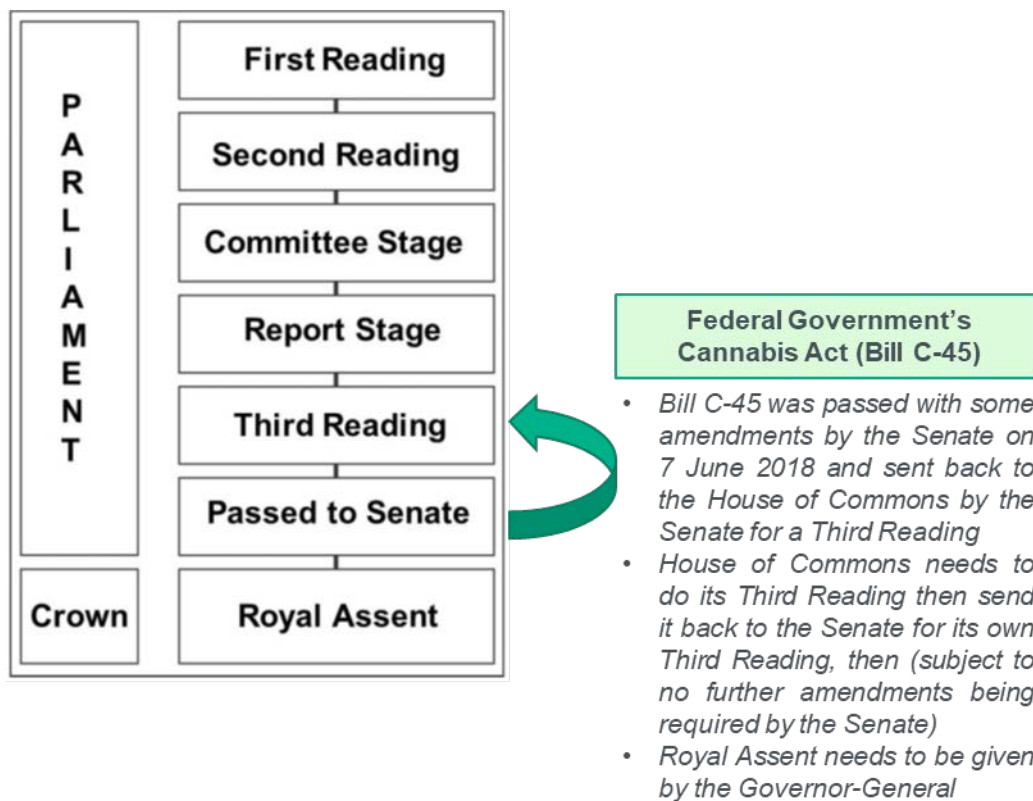 PARLIAMENT
First Reading
Second Reading
Committee Stage
Report Stage
Third Reading
Passed to Senate
Crown
Royal Assent
Federal Government’s
Cannabis Act (Bill C-45)
• Bill C-45 was passed with some
amendments by the Senate on
7 June 2018 and sent back to
the House of Commons by the
Senate for a Third Reading
• House of Commons needs to
do its Third Reading then send
it back to the Senate for its own
Third Reading, then (subject to
no further amendments being
required by the Senate)
• Royal Assent needs to be given
by the Governor-General